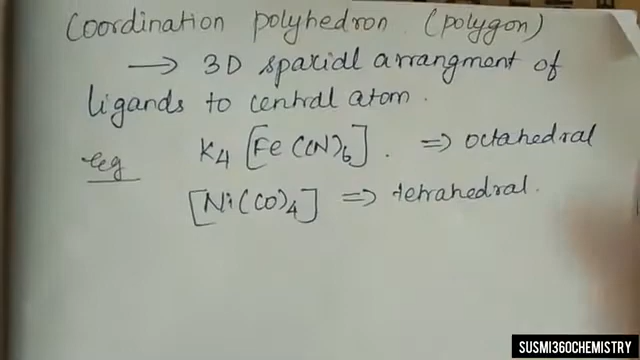 Coordination polyhedron (polygon)
→ 3D spacial arrangment of
ligands to central atom.
eg K4 [Fe(CN)6]. ⇒ octahedral
[Ni(CO)4] ⇒ tetrahedral.
SUSMI360CHEMISTRY